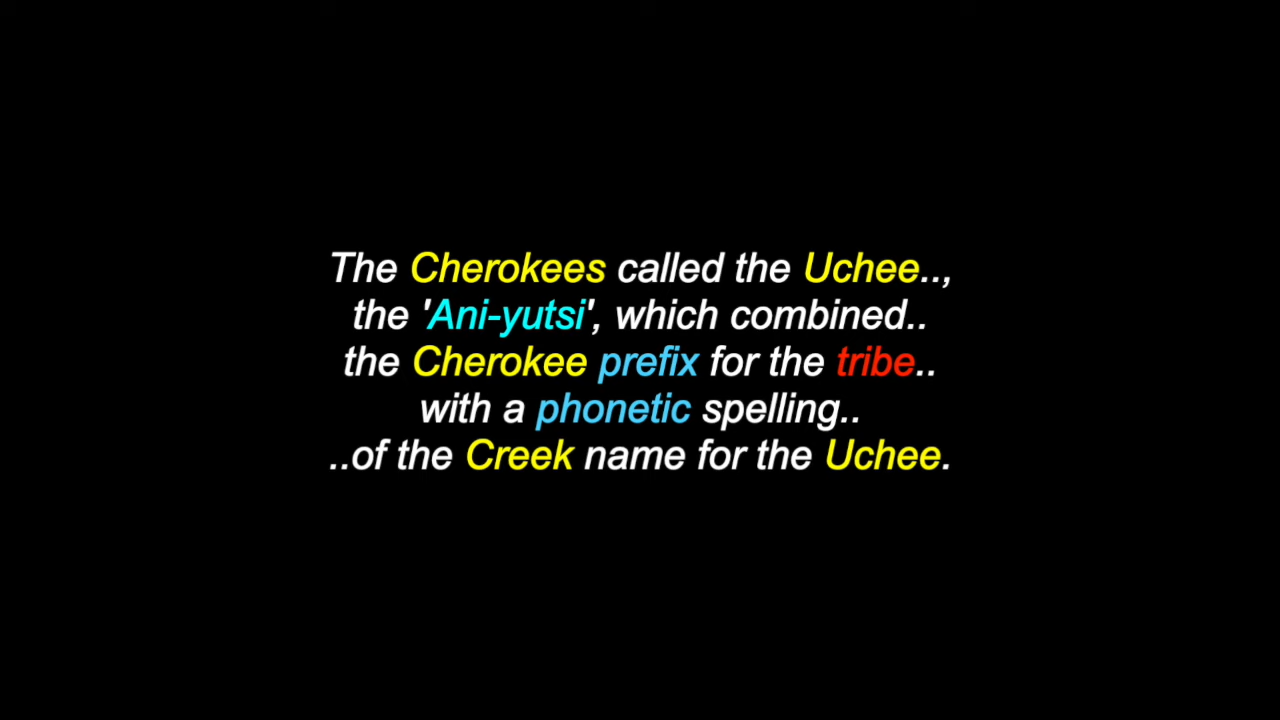 The Cherokees called the Uchee..,
the 'Ani-yutsi', which combined..
the Cherokee prefix for the tribe..
with a phonetic spelling..
..of the Creek name for the Uchee.